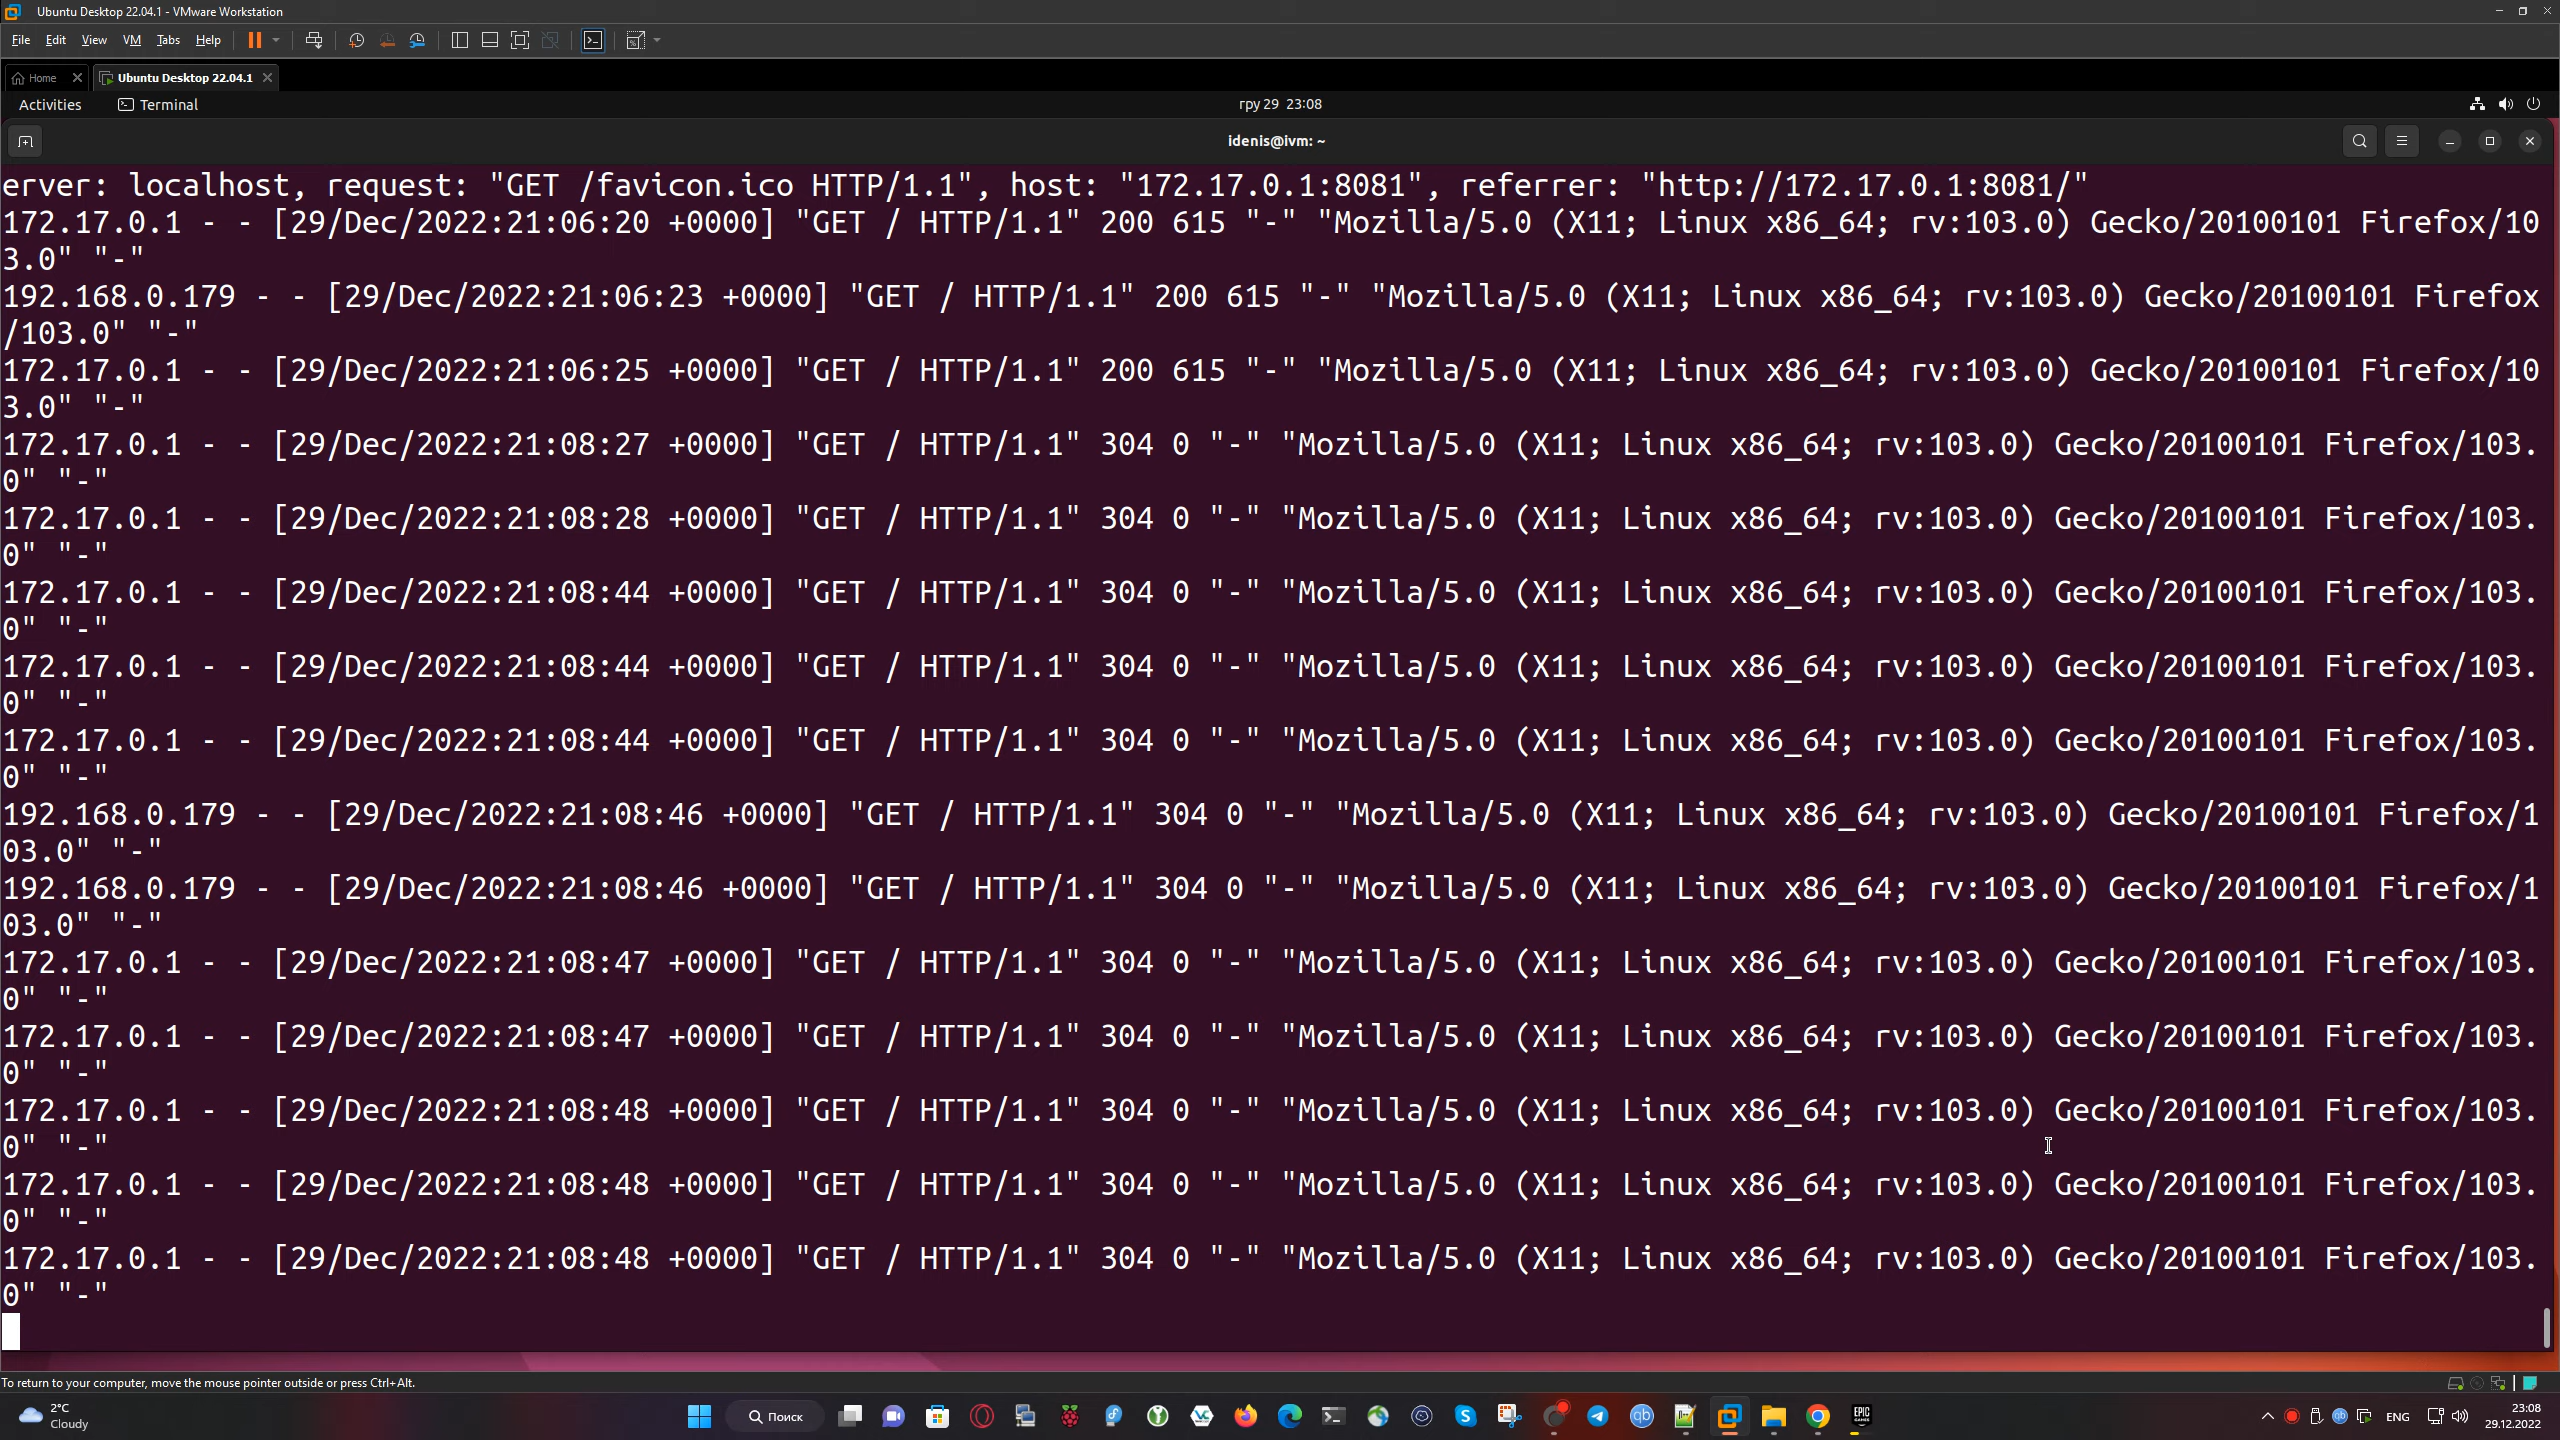 Ubuntu Desktop 22.04.1 - VMware Workstation
File Edit View VM Tabs Help
Home Ubuntu Desktop 22.04.1
Activities Terminal гру 29 23:08
idenis@ivm: ~
erver: localhost, request: "GET /favicon.ico HTTP/1.1", host: "172.17.0.1:8081", referrer: "http://172.17.0.1:8081/"
172.17.0.1 - - [29/Dec/2022:21:06:20 +0000] "GET / HTTP/1.1" 200 615 "-" "Mozilla/5.0 (X11; Linux x86_64; rv:103.0) Gecko/20100101 Firefox/10
3.0" "-"
192.168.0.179 - - [29/Dec/2022:21:06:23 +0000] "GET / HTTP/1.1" 200 615 "-" "Mozilla/5.0 (X11; Linux x86_64; rv:103.0) Gecko/20100101 Firefox
/103.0" "-"
172.17.0.1 - - [29/Dec/2022:21:06:25 +0000] "GET / HTTP/1.1" 200 615 "-" "Mozilla/5.0 (X11; Linux x86_64; rv:103.0) Gecko/20100101 Firefox/10
3.0" "-"
172.17.0.1 - - [29/Dec/2022:21:08:27 +0000] "GET / HTTP/1.1" 304 0 "-" "Mozilla/5.0 (X11; Linux x86_64; rv:103.0) Gecko/20100101 Firefox/103.
0" "-"
172.17.0.1 - - [29/Dec/2022:21:08:28 +0000] "GET / HTTP/1.1" 304 0 "-" "Mozilla/5.0 (X11; Linux x86_64; rv:103.0) Gecko/20100101 Firefox/103.
0" "-"
172.17.0.1 - - [29/Dec/2022:21:08:44 +0000] "GET / HTTP/1.1" 304 0 "-" "Mozilla/5.0 (X11; Linux x86_64; rv:103.0) Gecko/20100101 Firefox/103.
0" "-"
172.17.0.1 - - [29/Dec/2022:21:08:44 +0000] "GET / HTTP/1.1" 304 0 "-" "Mozilla/5.0 (X11; Linux x86_64; rv:103.0) Gecko/20100101 Firefox/103.
0" "-"
172.17.0.1 - - [29/Dec/2022:21:08:44 +0000] "GET / HTTP/1.1" 304 0 "-" "Mozilla/5.0 (X11; Linux x86_64; rv:103.0) Gecko/20100101 Firefox/103.
0" "-"
192.168.0.179 - - [29/Dec/2022:21:08:46 +0000] "GET / HTTP/1.1" 304 0 "-" "Mozilla/5.0 (X11; Linux x86_64; rv:103.0) Gecko/20100101 Firefox/1
03.0" "-"
192.168.0.179 - - [29/Dec/2022:21:08:46 +0000] "GET / HTTP/1.1" 304 0 "-" "Mozilla/5.0 (X11; Linux x86_64; rv:103.0) Gecko/20100101 Firefox/1
03.0" "-"
172.17.0.1 - - [29/Dec/2022:21:08:47 +0000] "GET / HTTP/1.1" 304 0 "-" "Mozilla/5.0 (X11; Linux x86_64; rv:103.0) Gecko/20100101 Firefox/103.
0" "-"
172.17.0.1 - - [29/Dec/2022:21:08:47 +0000] "GET / HTTP/1.1" 304 0 "-" "Mozilla/5.0 (X11; Linux x86_64; rv:103.0) Gecko/20100101 Firefox/103.
0" "-"
172.17.0.1 - - [29/Dec/2022:21:08:48 +0000] "GET / HTTP/1.1" 304 0 "-" "Mozilla/5.0 (X11; Linux x86_64; rv:103.0) Gecko/20100101 Firefox/103.
0" "-"
172.17.0.1 - - [29/Dec/2022:21:08:48 +0000] "GET / HTTP/1.1" 304 0 "-" "Mozilla/5.0 (X11; Linux x86_64; rv:103.0) Gecko/20100101 Firefox/103.
0" "-"
172.17.0.1 - - [29/Dec/2022:21:08:48 +0000] "GET / HTTP/1.1" 304 0 "-" "Mozilla/5.0 (X11; Linux x86_64; rv:103.0) Gecko/20100101 Firefox/103.
0" "-"
To return to your computer, move the mouse pointer outside or press Ctrl+Alt.
2°C
Cloudy
Поиск
ENG
23:08
29.12.2022